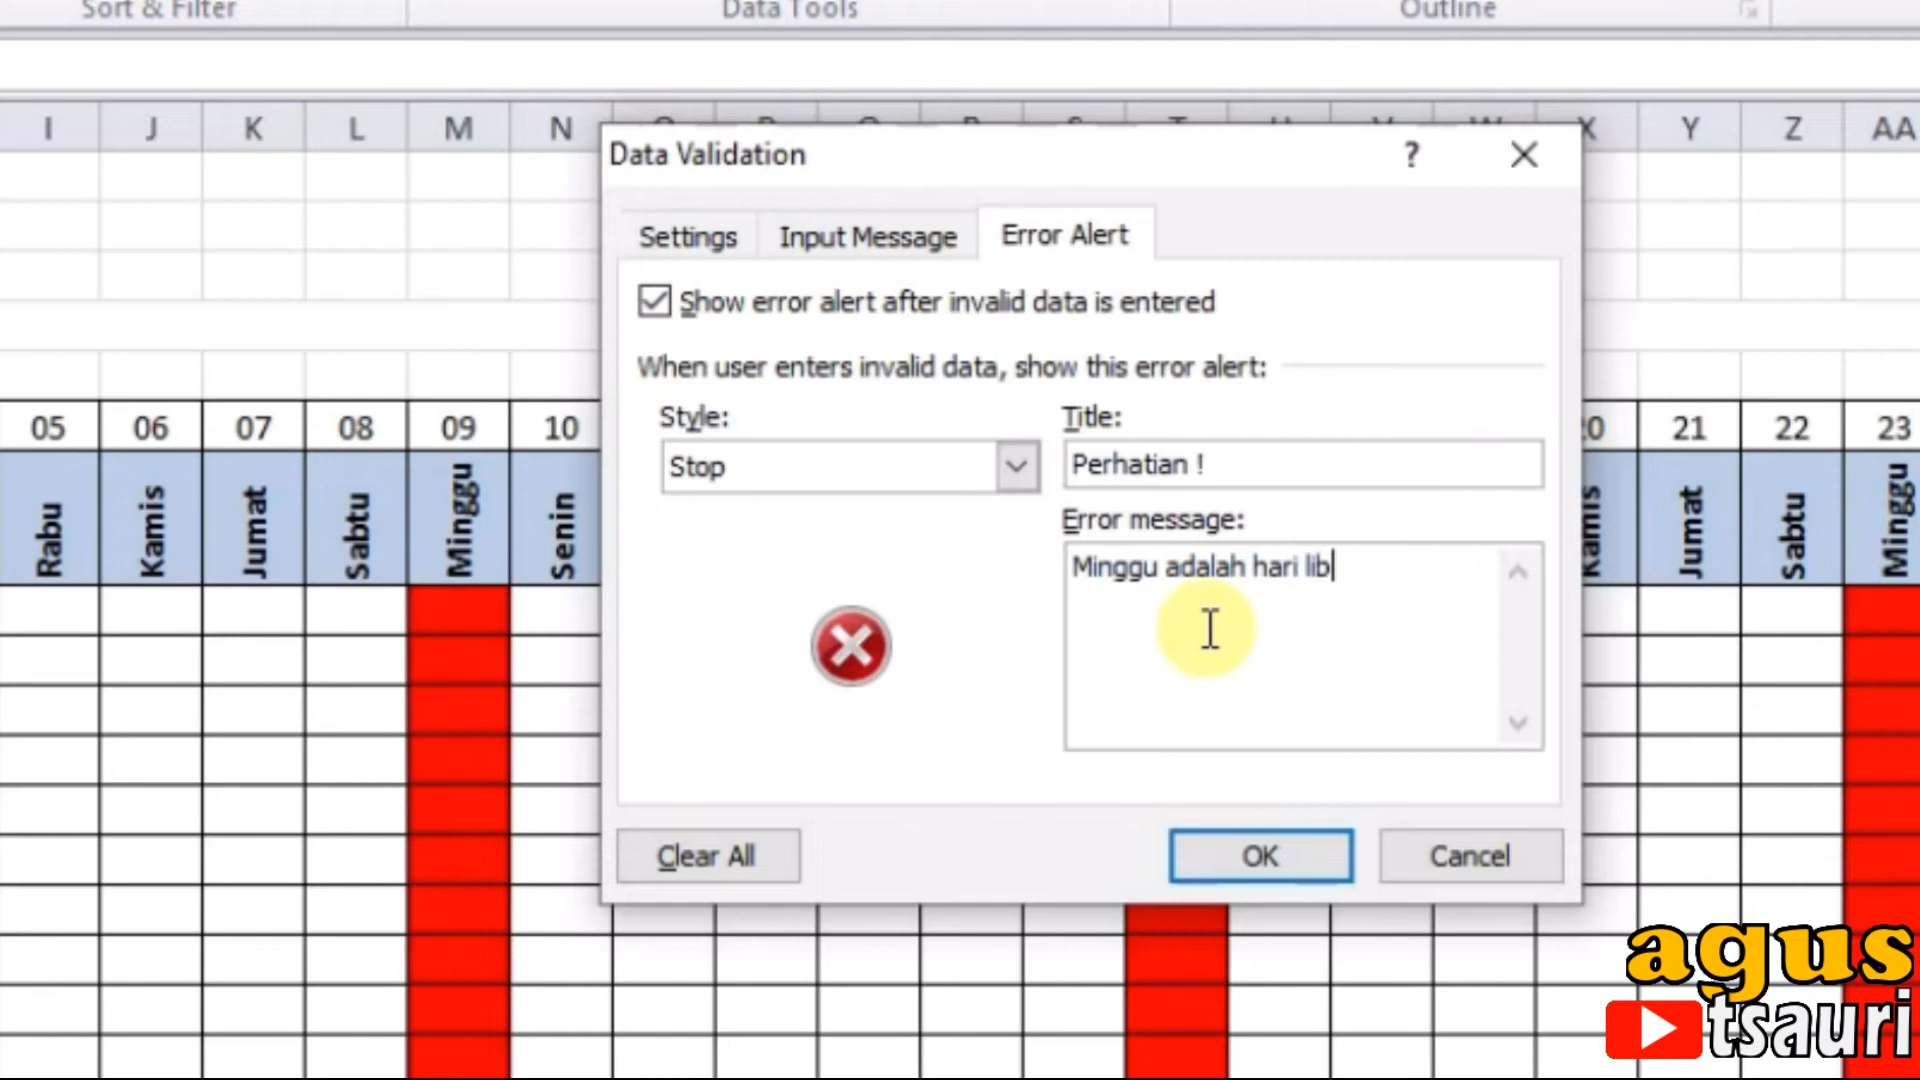 Sort & Filter
Data Tools
Outline
I J K L M N X Y Z AA
Data Validation
?
Settings
Input Message
Error Alert
Show error alert after invalid data is entered
When user enters invalid data, show this error alert:
Style:
Title:
Stop
Perhatian !
Error message:
Minggu adalah hari lib
05 06 07 08 09 10 20 21 22 23
Rabu
Kamis
Jumat
Sabtu
Minggu
Senin
Kamis
Jumat
Sabtu
Minggu
Clear All
OK
Cancel
agus
tsauri